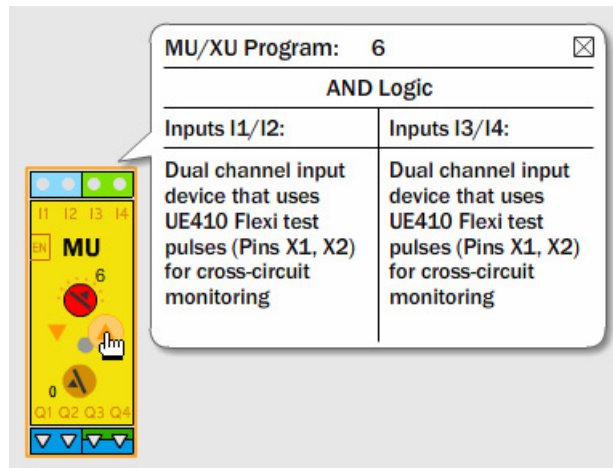 MU/XU Program: 6
AND Logic
Inputs I1/I2:
Dual channel input
device that uses
UE410 Flexi test
pulses (Pins X1, X2)
for cross-circuit
monitoring
Inputs I3/I4:
Dual channel input
device that uses
UE410 Flexi test
pulses (Pins X1, X2)
for cross-circuit
monitoring
I1 I2 I3 I4
EN MU
6
0
Q1 Q2 Q3 Q4